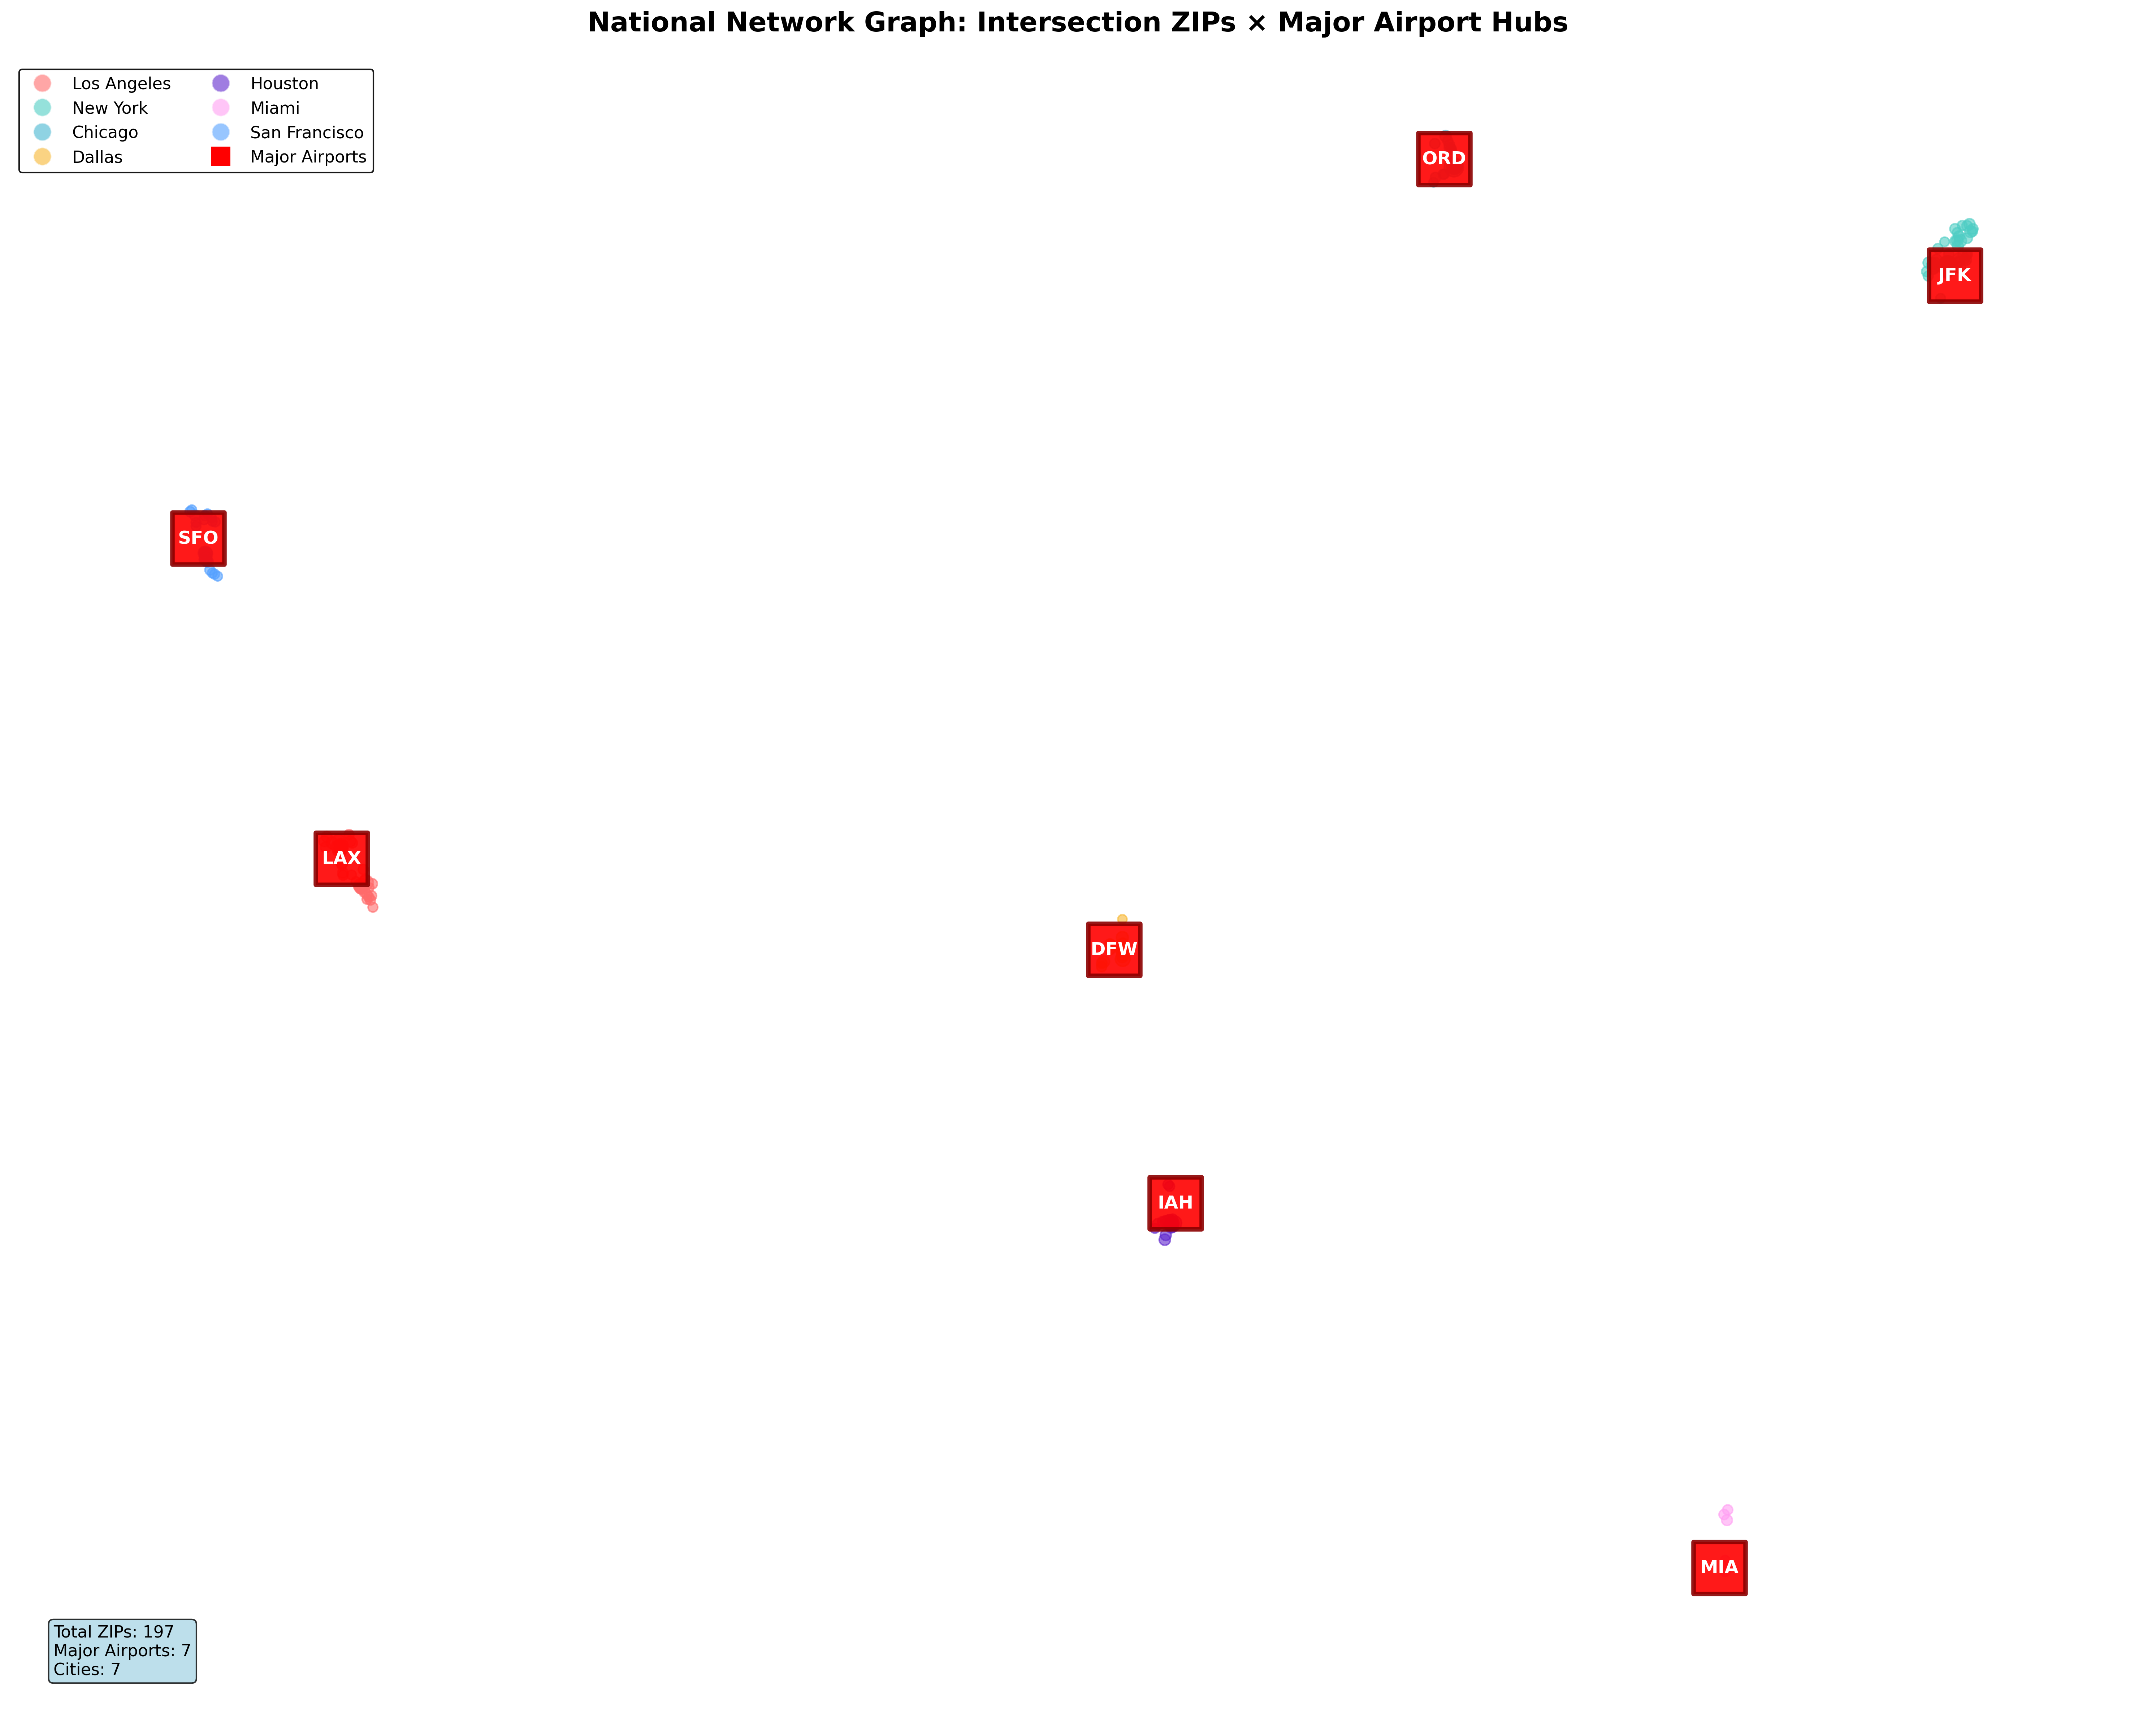 National Network Graph: Intersection ZIPs × Major Airport Hubs
Los Angeles
New York
Chicago
Dallas
Houston
Miami
San Francisco
Major Airports
ORD
JFK
SFO
LAX
DFW
IAH
MIA
Total ZIPs: 197
Major Airports: 7
Cities: 7